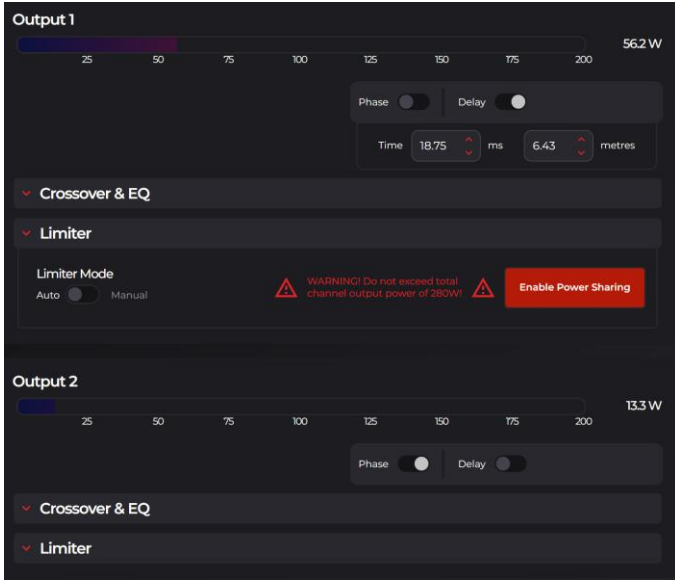 Output 1
56.2 W
25 50 75 100 125 150 175 200
Phase Delay
Time 18.75 ms 6.43 metres
Crossover & EQ
Limiter
Limiter Mode
Auto Manual
WARNING! Do not exceed total
channel output power of 280W!
Enable Power Sharing
Output 2
13.3 W
25 50 75 100 125 150 175 200
Phase Delay
Crossover & EQ
Limiter